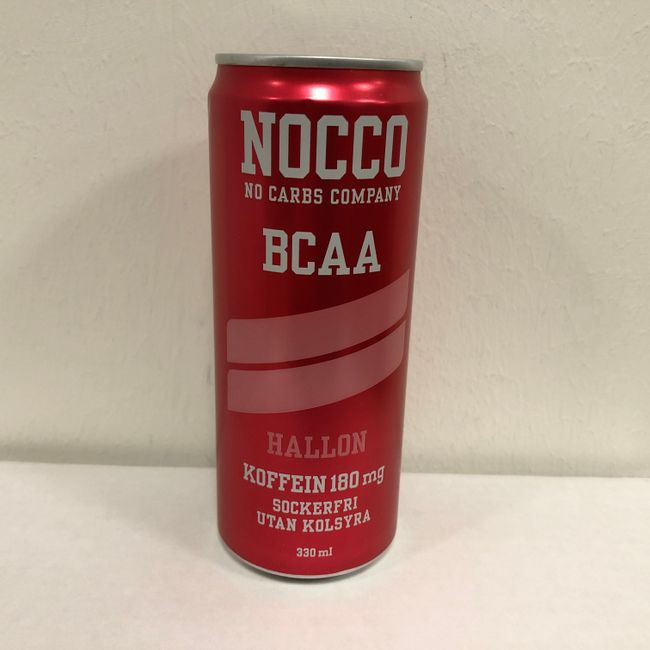 NOCCO
NO CARBS COMPANY
BCAA
HALLON
KOFFEIN 180 mg
SOCKERFRI
UTAN KOLSYRA
330 ml